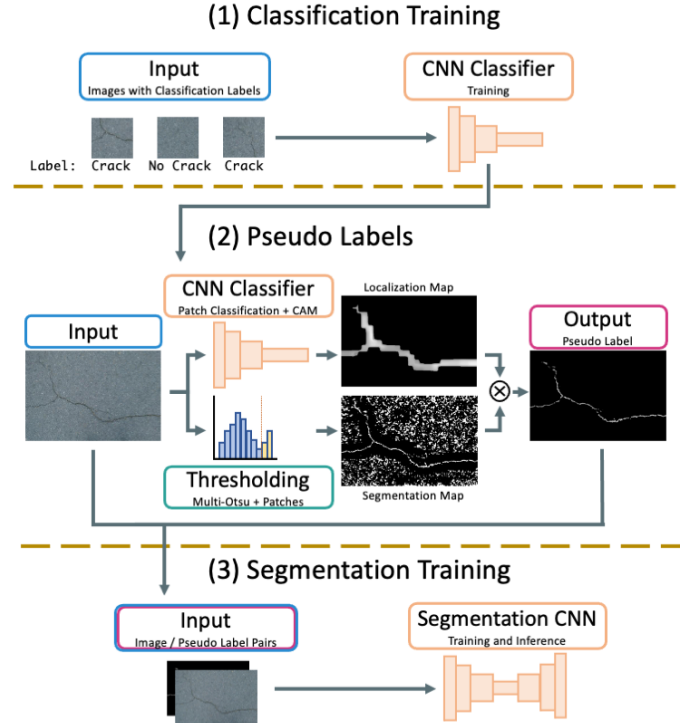 (1) Classification Training
Input
Images with Classification Labels
CNN Classifier
Training
Label: Crack No Crack Crack
(2) Pseudo Labels
CNN Classifier
Patch Classification + CAM
Localization Map
Input
Output
Pseudo Label
Thresholding
Multi-Otsu + Patches
Segmentation Map
(3) Segmentation Training
Input
Image / Pseudo Label Pairs
Segmentation CNN
Training and Inference